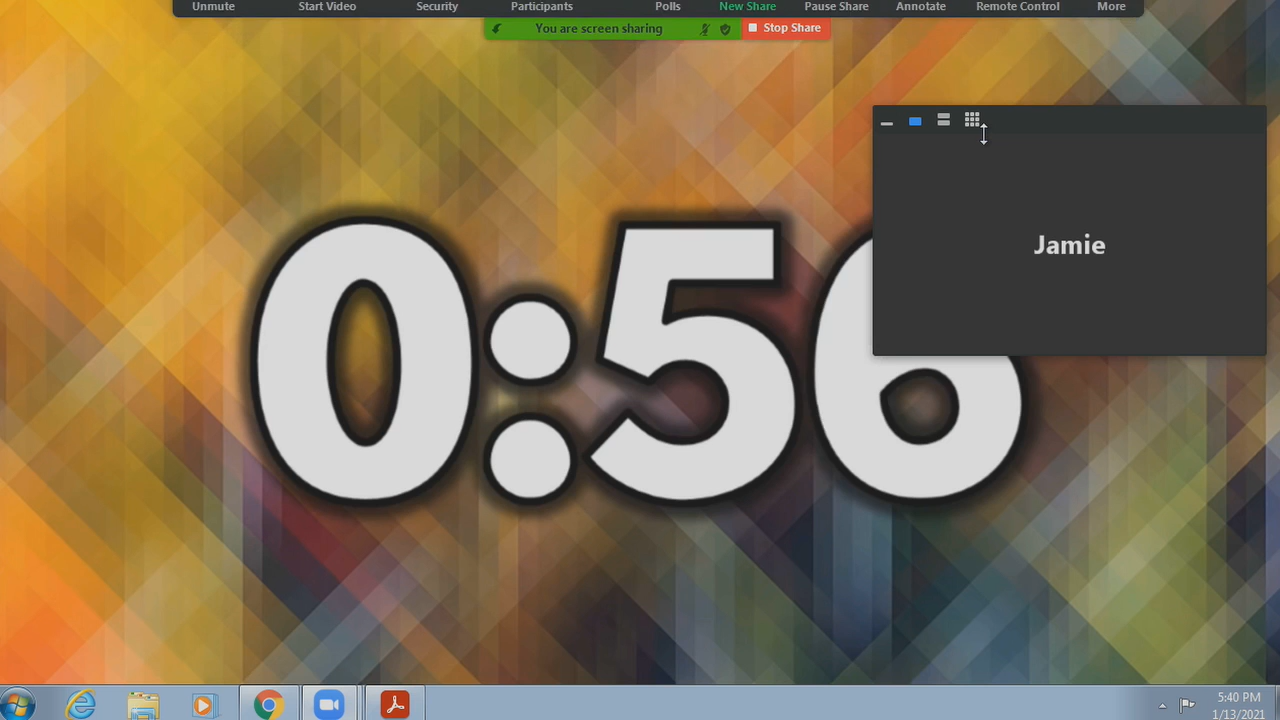 Unmute Start Video Security Participants Polls New Share Pause Share Annotate Remote Control More
You are screen sharing Stop Share
Jamie
0:56
5:40 PM
1/13/2021